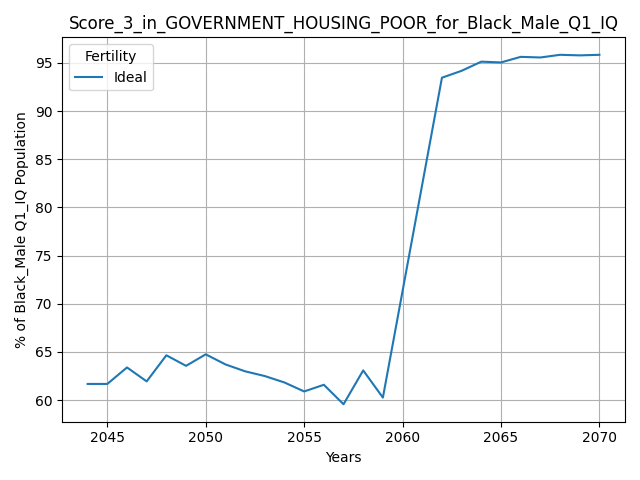 Score_3_in_GOVERNMENT_HOUSING_POOR_for_Black_Male_Q1_IQ
Fertility
Ideal
% of Black_Male Q1_IQ Population
95
90
85
80
75
70
65
60
2045
2050
2055
2060
2065
2070
Years